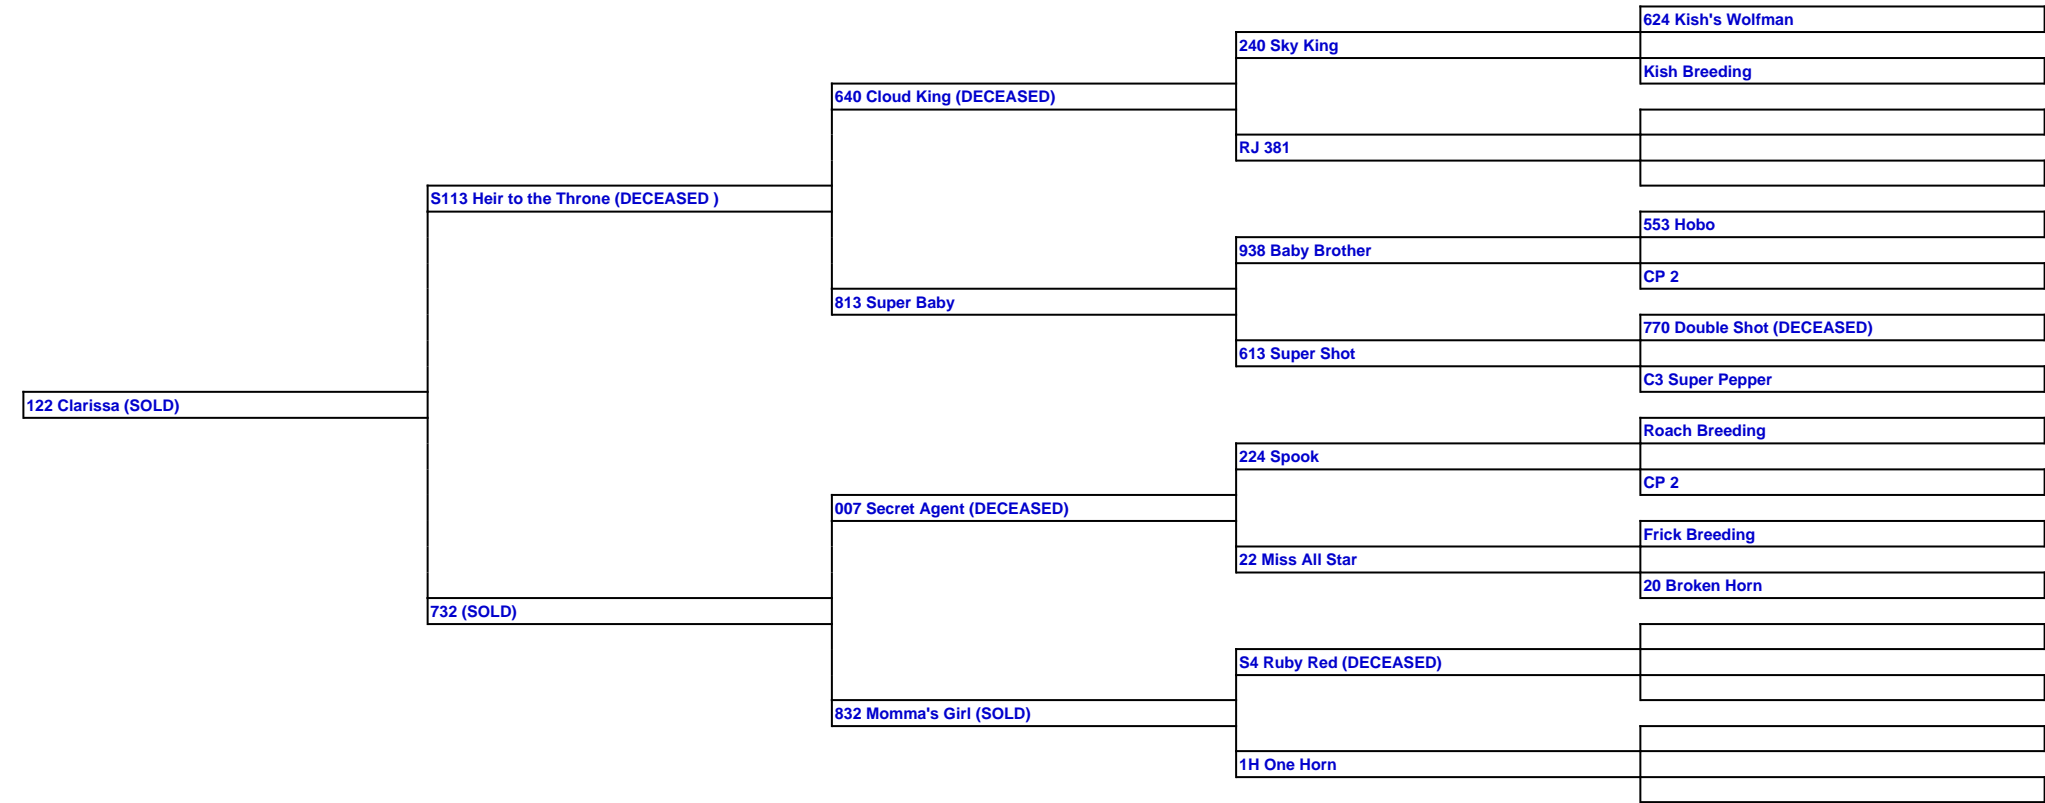 624 Kish's Wolfman
240 Sky King
Kish Breeding
640 Cloud King (DECEASED)
RJ 381
S113 Heir to the Throne (DECEASED )
553 Hobo
938 Baby Brother
CP 2
813 Super Baby
770 Double Shot (DECEASED)
613 Super Shot
C3 Super Pepper
122 Clarissa (SOLD)
Roach Breeding
224 Spook
CP 2
007 Secret Agent (DECEASED)
Frick Breeding
22 Miss All Star
20 Broken Horn
732 (SOLD)
S4 Ruby Red (DECEASED)
832 Momma's Girl (SOLD)
1H One Horn